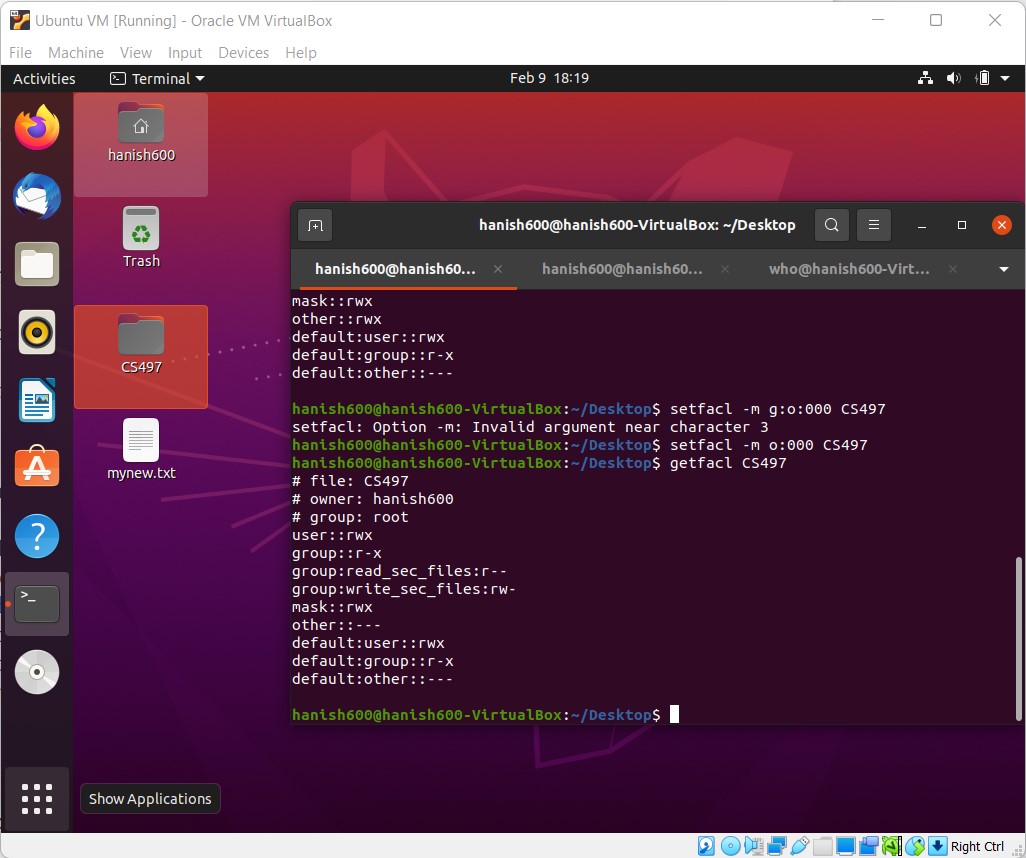 Ubuntu VM [Running] - Oracle VM VirtualBox
File Machine View Input Devices Help
Activities Terminal Feb 9 18:19
hanish600
Trash
CS497
mynew.txt
hanish600@hanish600-VirtualBox: ~/Desktop
hanish600@hanish60... × hanish600@hanish60... × who@hanish600-Virt... ×
mask::rwx
other::rwx
default:user::rwx
default:group::r-x
default:other::---
hanish600@hanish600-VirtualBox:~/Desktop$ setfacl -m g:o:000 CS497
setfacl: Option -m: Invalid argument near character 3
hanish600@hanish600-VirtualBox:~/Desktop$ setfacl -m o:000 CS497
hanish600@hanish600-VirtualBox:~/Desktop$ getfacl CS497
# file: CS497
# owner: hanish600
# group: root
user::rwx
group::r-x
group:read_sec_files:r--
group:write_sec_files:rw-
mask::rwx
other::---
default:user::rwx
default:group::r-x
default:other::---
hanish600@hanish600-VirtualBox:~/Desktop$
Show Applications
Right Ctrl